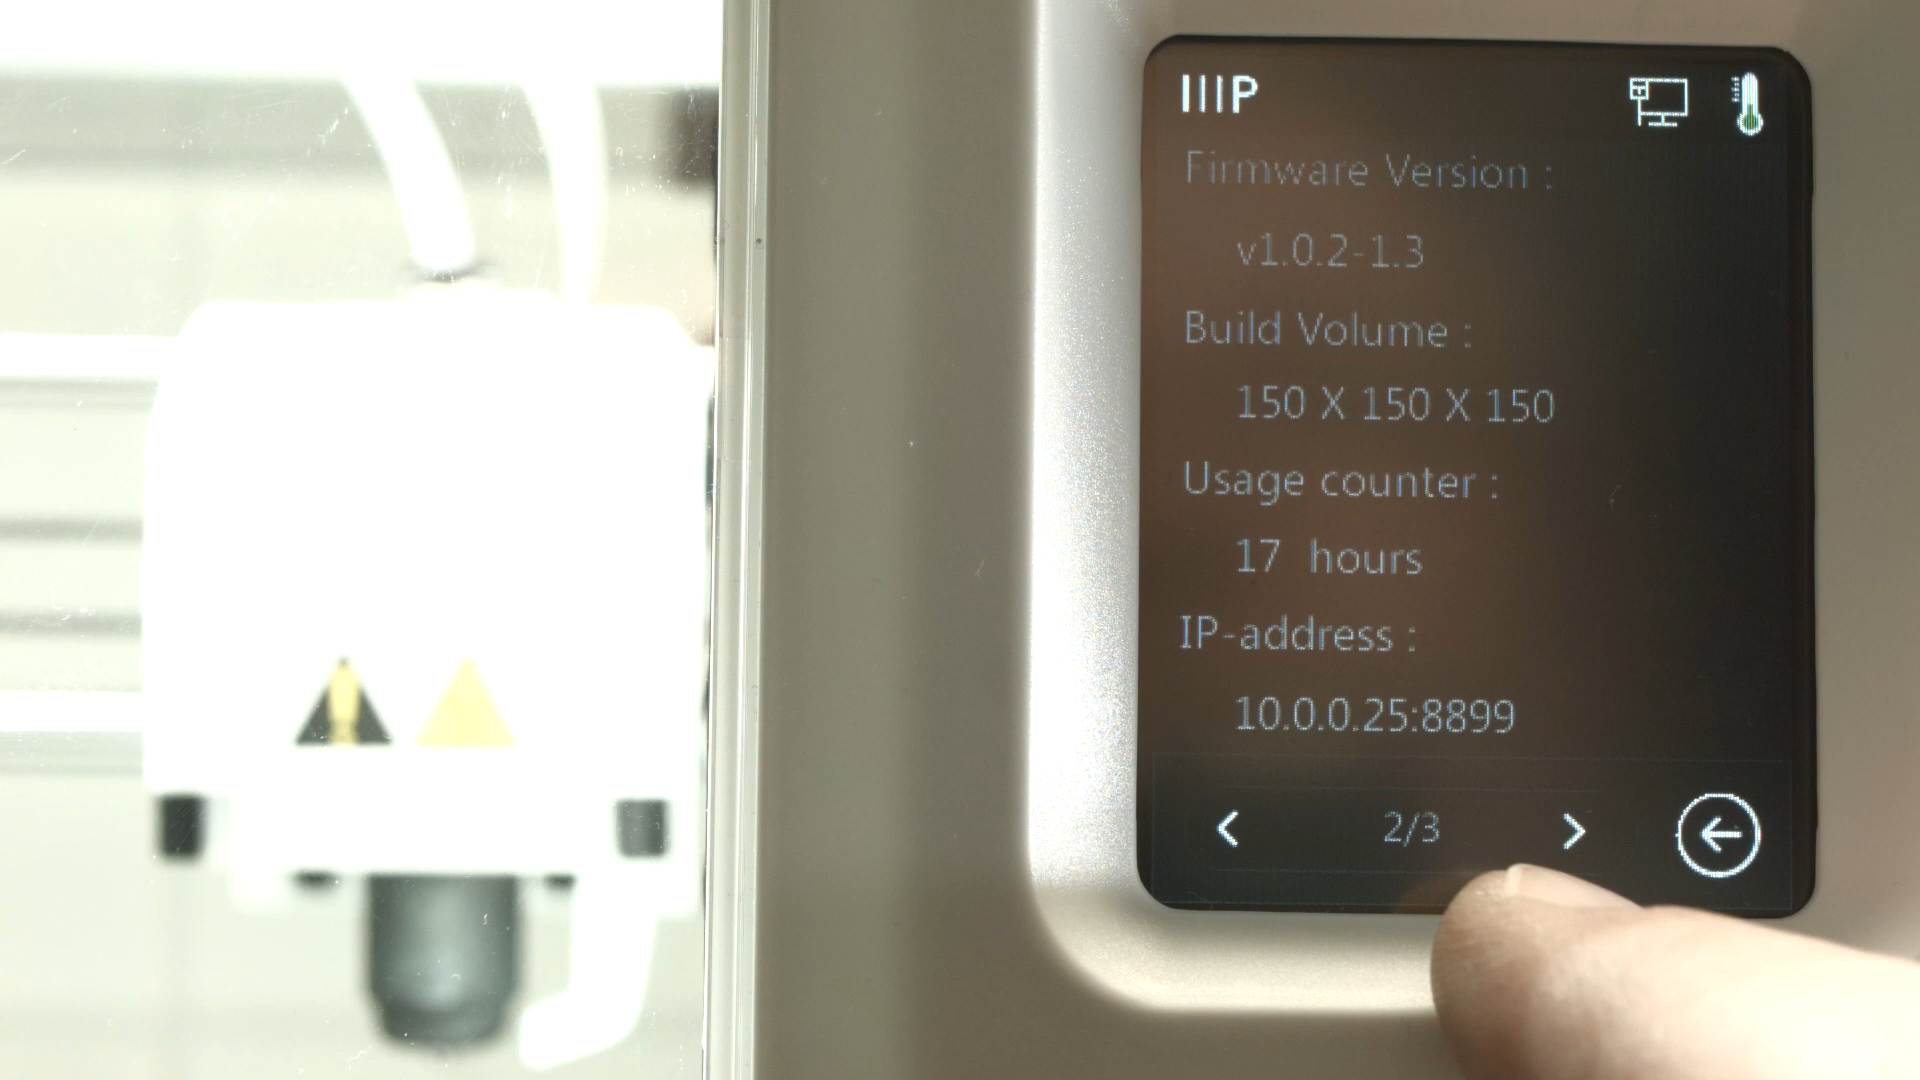 IIIP
Firmware Version :
v1.0.2-1.3
Build Volume :
150 X 150 X 150
Usage counter :
17 hours
IP-address :
10.0.0.25:8899
2/3